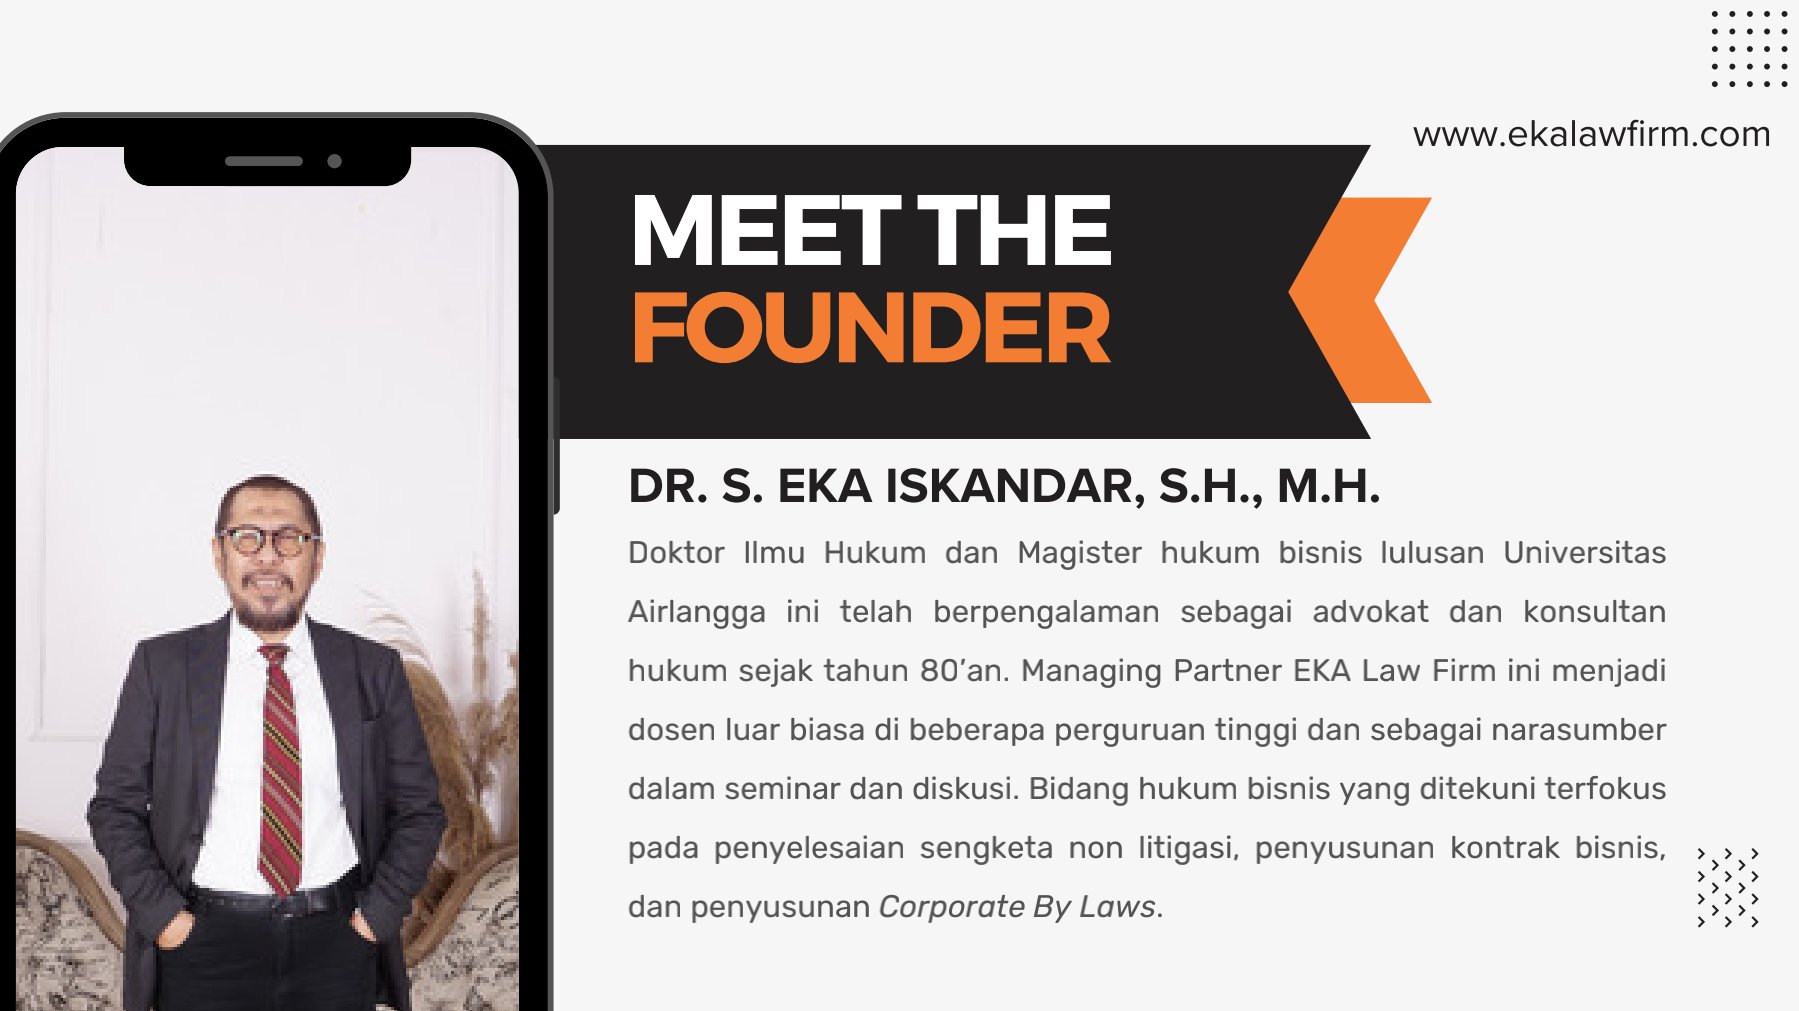 www.ekalawfirm.com
MEET THE
FOUNDER
DR. S. EKA ISKANDAR, S.H., M.H.
Doktor Ilmu Hukum dan Magister hukum bisnis lulusan Universitas
Airlangga ini telah berpengalaman sebagai advokat dan konsultan
hukum sejak tahun 80’an. Managing Partner EKA Law Firm ini menjadi
dosen luar biasa di beberapa perguruan tinggi dan sebagai narasumber
dalam seminar dan diskusi. Bidang hukum bisnis yang ditekuni terfokus
pada penyelesaian sengketa non litigasi, penyusunan kontrak bisnis,
dan penyusunan Corporate By Laws.